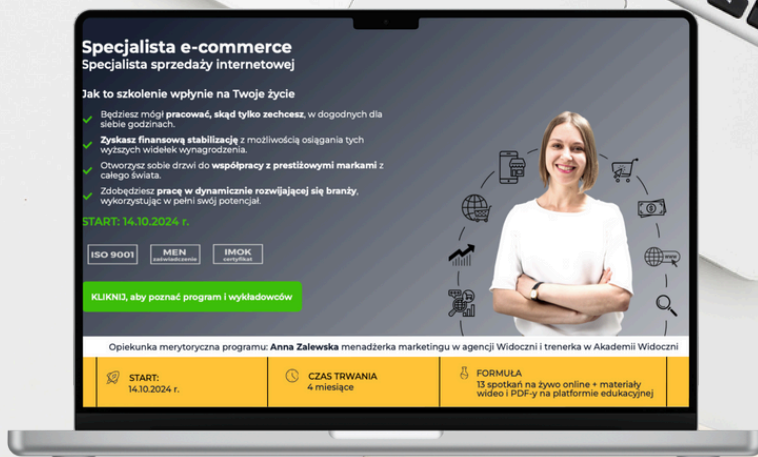 Specjalista e-commerce
Specjalista sprzedaży internetowej
Jak to szkolenie wpłynie na Twoje życie
Będziesz mógł pracować, skąd tylko zechcesz, w dogodnych dla
siebie godzinach.
Zyskasz finansową stabilizację z możliwością osiągania tych
wyższych widełek wynagrodzenia.
Otworzysz sobie drzwi do współpracy z prestiżowymi markami z
całego świata.
Zdobędziesz pracę w dynamicznie rozwijającej się branży,
wykorzystując w pełni swój potencjał.
START: 14.10.2024 r.
ISO 9001
MEN
zaświadczenie
IMOK
certyfikat
KLIKNIJ, aby poznać program i wykładowców
www
Opiekunka merytoryczna programu: Anna Zalewska menadżerka marketingu w agencji Widoczni i trenerka w Akademii Widoczni
START:
14.10.2024 r.
CZAS TRWANIA
4 miesiące
FORMUŁA
13 spotkań na żywo online + materiały
wideo i PDF-y na platformie edukacyjnej